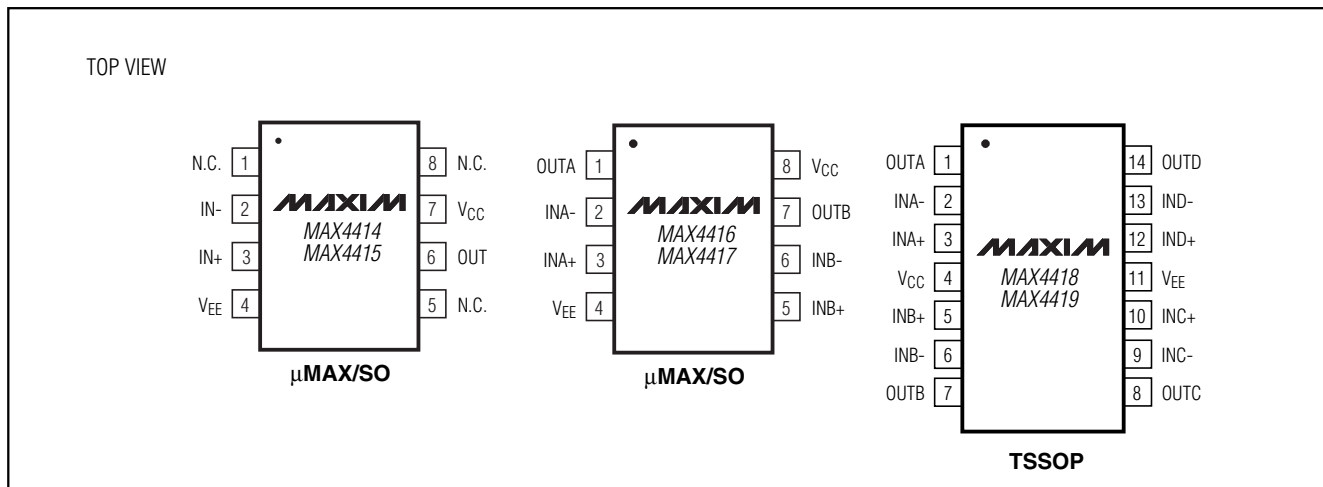 TOP VIEW
N.C. 1
IN- 2
IN+ 3
VEE 4
8 N.C.
7 VCC
6 OUT
5 N.C.
MAXIM
MAX4414
MAX4415
µMAX/SO
OUTA 1
INA- 2
INA+ 3
VEE 4
8 VCC
7 OUTB
6 INB-
5 INB+
MAXIM
MAX4416
MAX4417
µMAX/SO
OUTA 1
INA- 2
INA+ 3
VCC 4
INB+ 5
INB- 6
OUTB 7
14 OUTD
13 IND-
12 IND+
11 VEE
10 INC+
9 INC-
8 OUTC
MAXIM
MAX4418
MAX4419
TSSOP